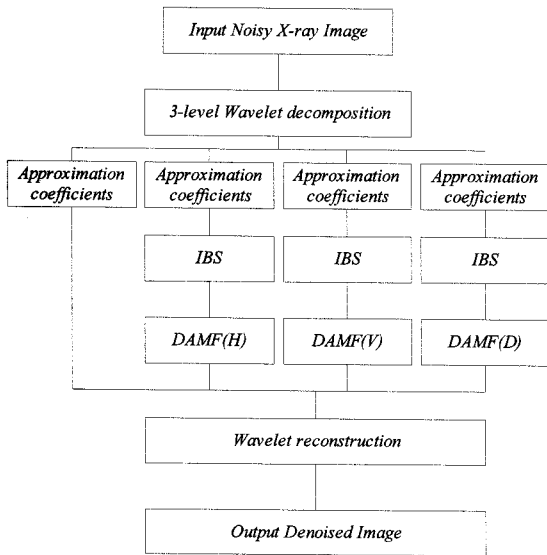 Input Noisy X-ray Image
3-level Wavelet decomposition
Approximation
coefficients
Approximation
coefficients
Approximation
coefficients
Approximation
coefficients
IBS
IBS
IBS
DAMF(H)
DAMF(V)
DAMF(D)
Wavelet reconstruction
Output Denoised Image